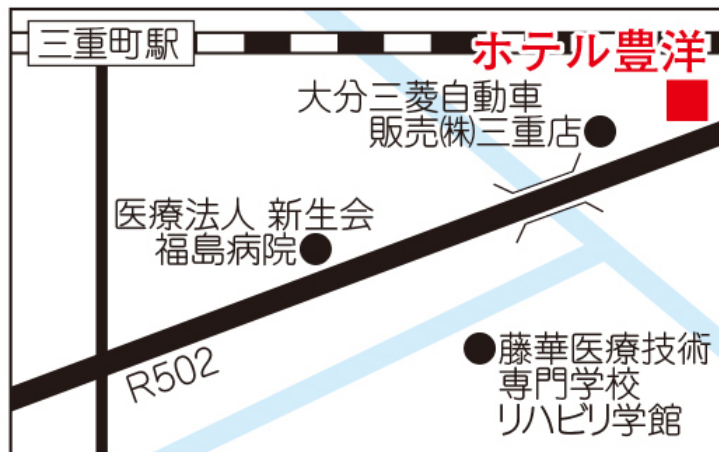 三重町駅
ホテル豊洋
大分三菱自動車
販売㈱三重店
医療法人 新生会
福島病院
R502
藤華医療技術
専門学校
リハビリ学館